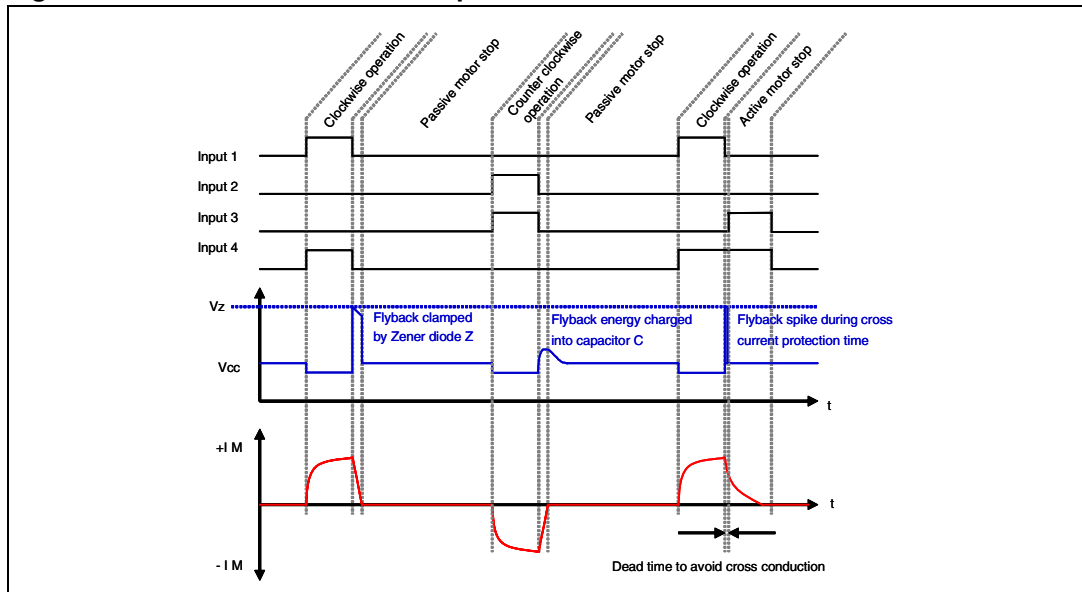 Clockwise operation
Passive motor stop
Counter clockwise
operation
Passive motor stop
Clockwise operation
Active motor stop
Input 1
Input 2
Input 3
Input 4
Vz
Flyback clamped
by Zener diode Z
Flyback energy charged
into capacitor C
Flyback spike during cross
current protection time
Vcc
t
+I M
t
- I M
Dead time to avoid cross conduction